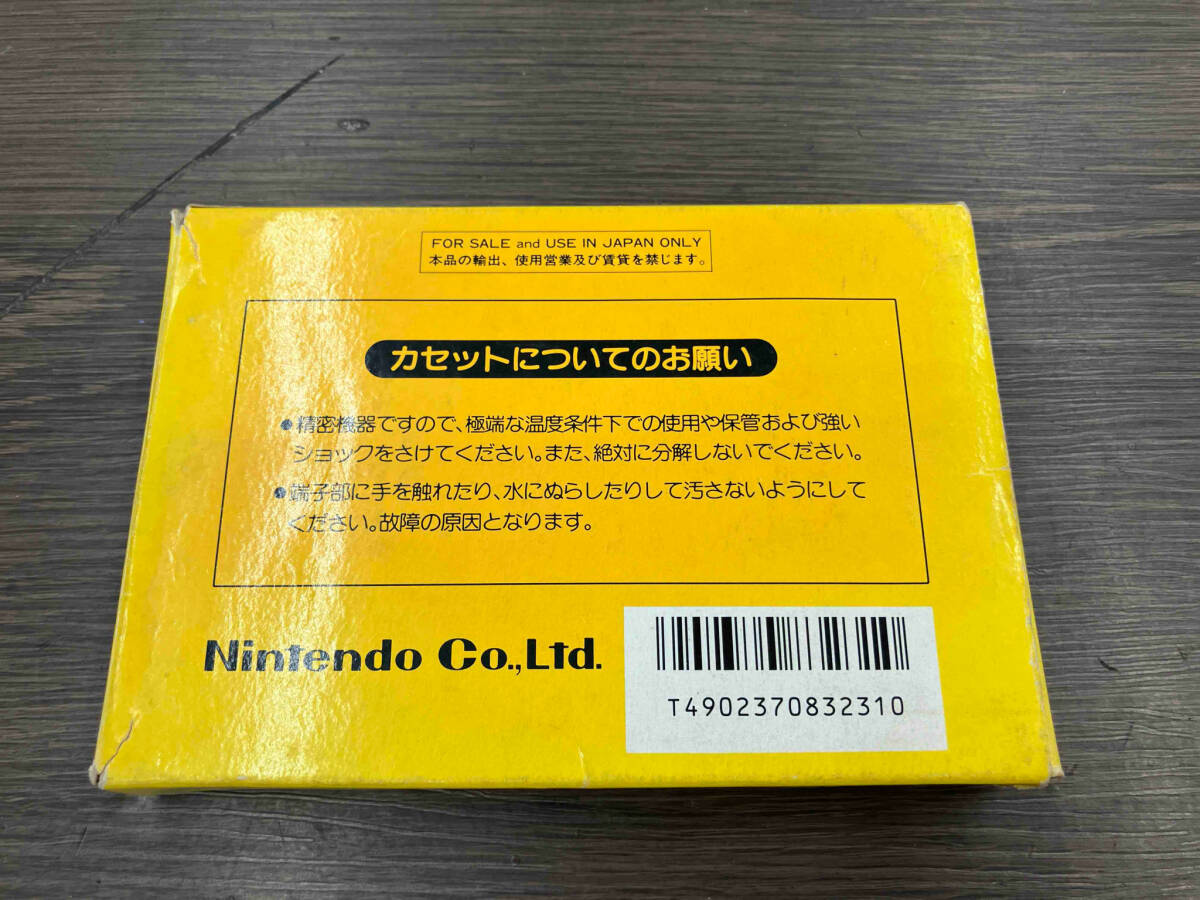 FOR SALE and USE IN JAPAN ONLY
本品の輸出、使用営業及び賃貸を禁じます。
カセットについてのお願い
●精密機器ですので、極端な温度条件下での使用や保管および強い
ショックをさけてください。また、絶対に分解しないでください。
●端子部に手を触れたり、水にぬらしたりして汚さないようにして
ください。故障の原因となります。
Nintendo Co.,Ltd.
T4902370832310